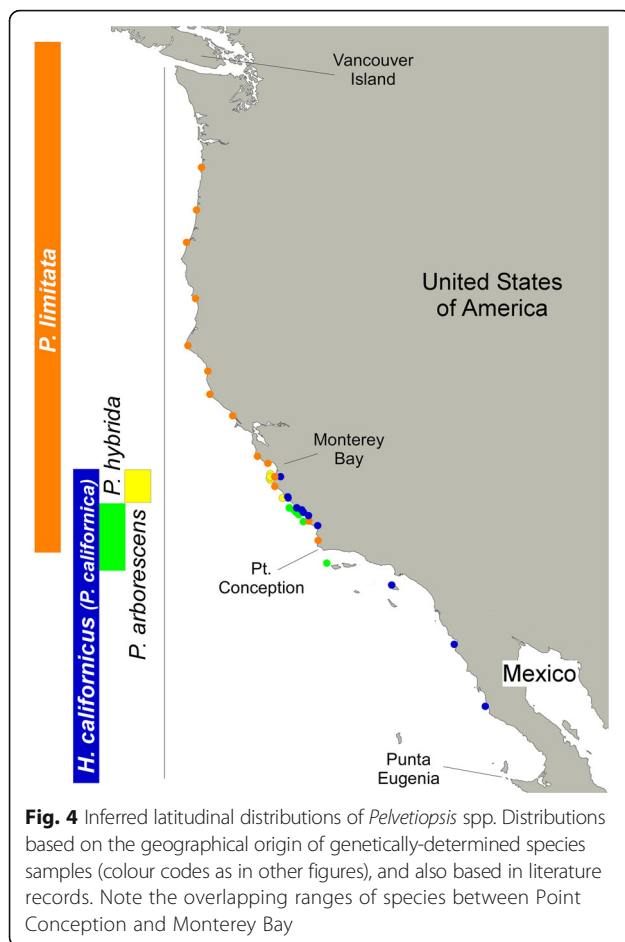 Vancouver
Island
P. limitata
United States
of America
P. hybrida
Monterey
Bay
H. californicus (P. californica)
P. arborescens
Pt.
Conception
Mexico
Punta
Eugenia
Fig. 4 Inferred latitudinal distributions of Pelvetiopsis spp. Distributions
based on the geographical origin of genetically-determined species
samples (colour codes as in other figures), and also based in literature
records. Note the overlapping ranges of species between Point
Conception and Monterey Bay